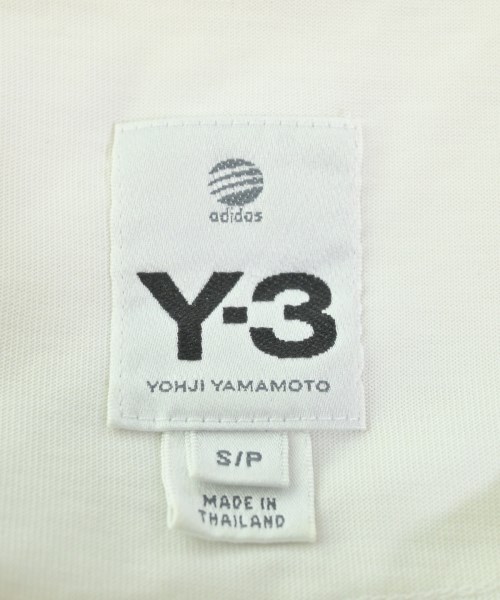 adidas
Y-3
YOHJI YAMAMOTO
S/P
MADE IN
THAILAND